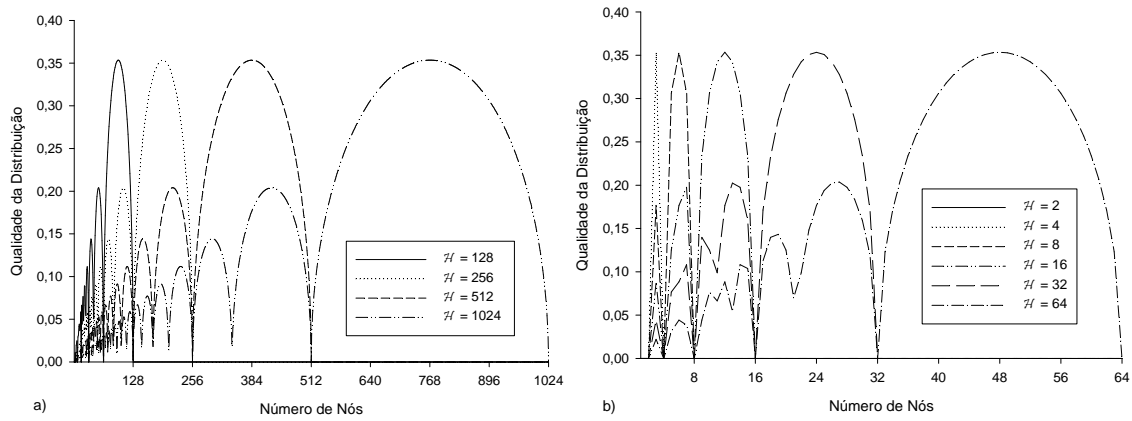 0,40
0,35
0,30
0,25
0,20
0,15
0,10
0,05
0,00
Qualidade da Distribuição
128 256 384 512 640 768 896 1024
Número de Nós
ℋ = 128
ℋ = 256
ℋ = 512
ℋ = 1024
a)
0,40
0,35
0,30
0,25
0,20
0,15
0,10
0,05
0,00
Qualidade da Distribuição
8 16 24 32 40 48 56 64
Número de Nós
ℋ = 2
ℋ = 4
ℋ = 8
ℋ = 16
ℋ = 32
ℋ = 64
b)